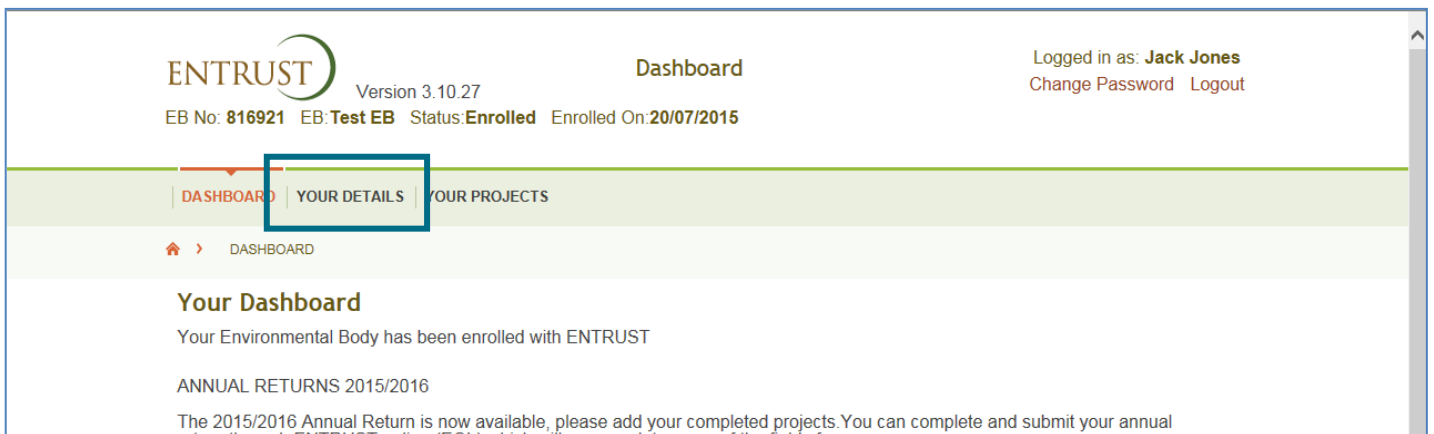 ENTRUST
Version 3.10.27
Dashboard
Logged in as: Jack Jones
Change Password Logout
EB No: 816921 EB:Test EB Status:Enrolled Enrolled On:20/07/2015
DASHBOARD YOUR DETAILS YOUR PROJECTS
DASHBOARD
Your Dashboard
Your Environmental Body has been enrolled with ENTRUST
ANNUAL RETURNS 2015/2016
The 2015/2016 Annual Return is now available, please add your completed projects.You can complete and submit your annual